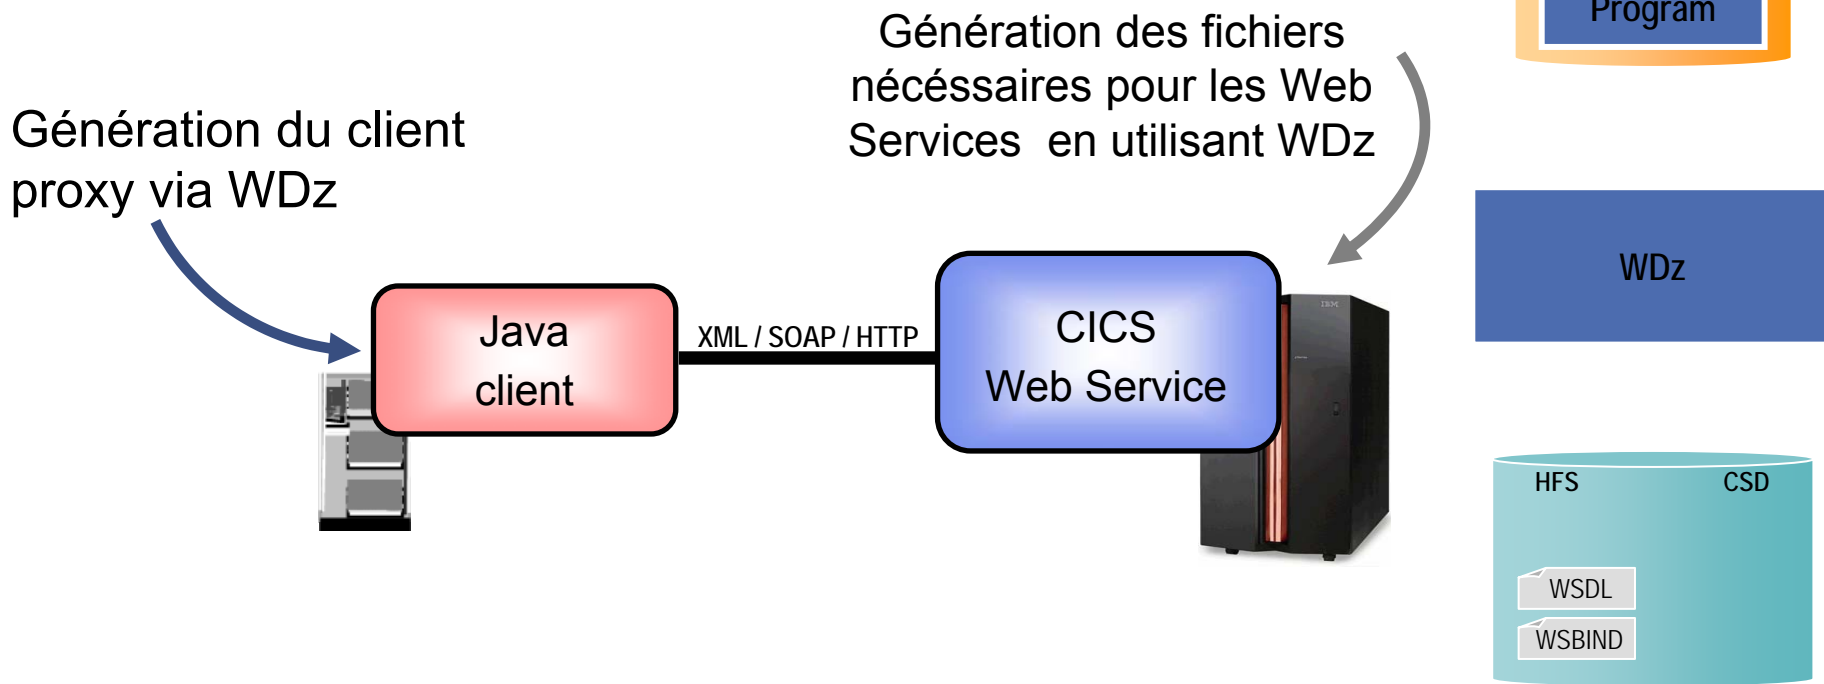 Program
Génération des fichiers
nécéssaires pour les Web
Services en utilisant WDz
Génération du client
proxy via WDz
WDz
Java
client
XML / SOAP / HTTP
CICS
Web Service
IBM
HFS
CSD
WSDL
WSBIND